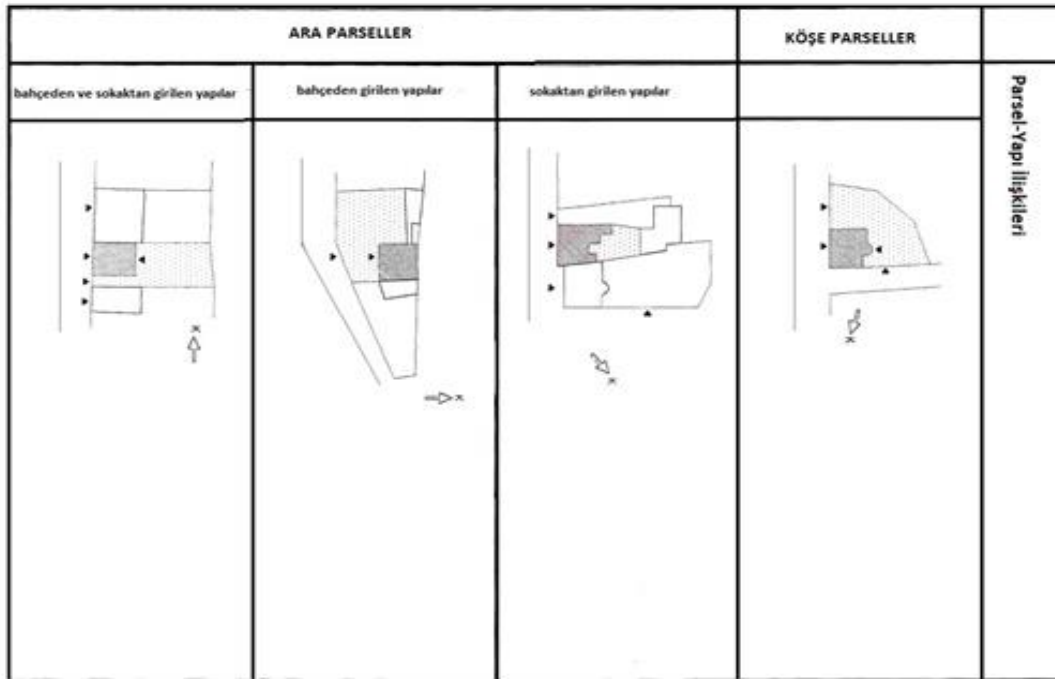 ARA PARSELLER
KÖŞE PARSELLER
bahçeden ve sokaktan girilen yapılar
bahçeden girilen yapılar
sokaktan girilen yapılar
Parsel-Yapı İlişkileri